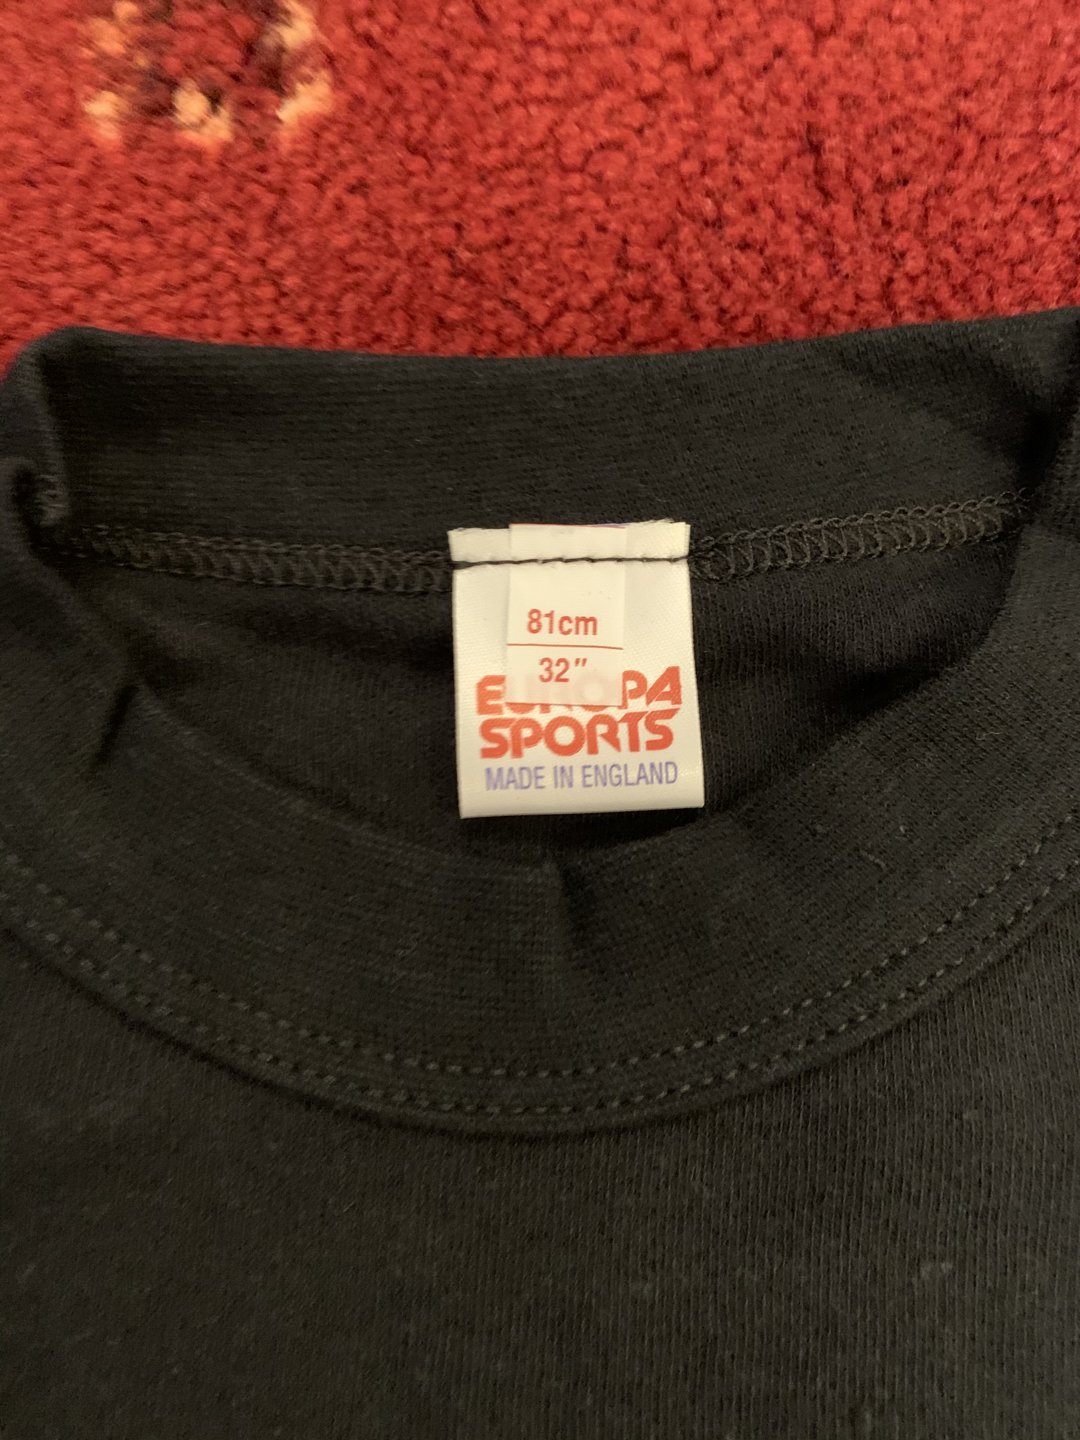 81cm
32"
EUROPA
SPORTS
MADE IN ENGLAND